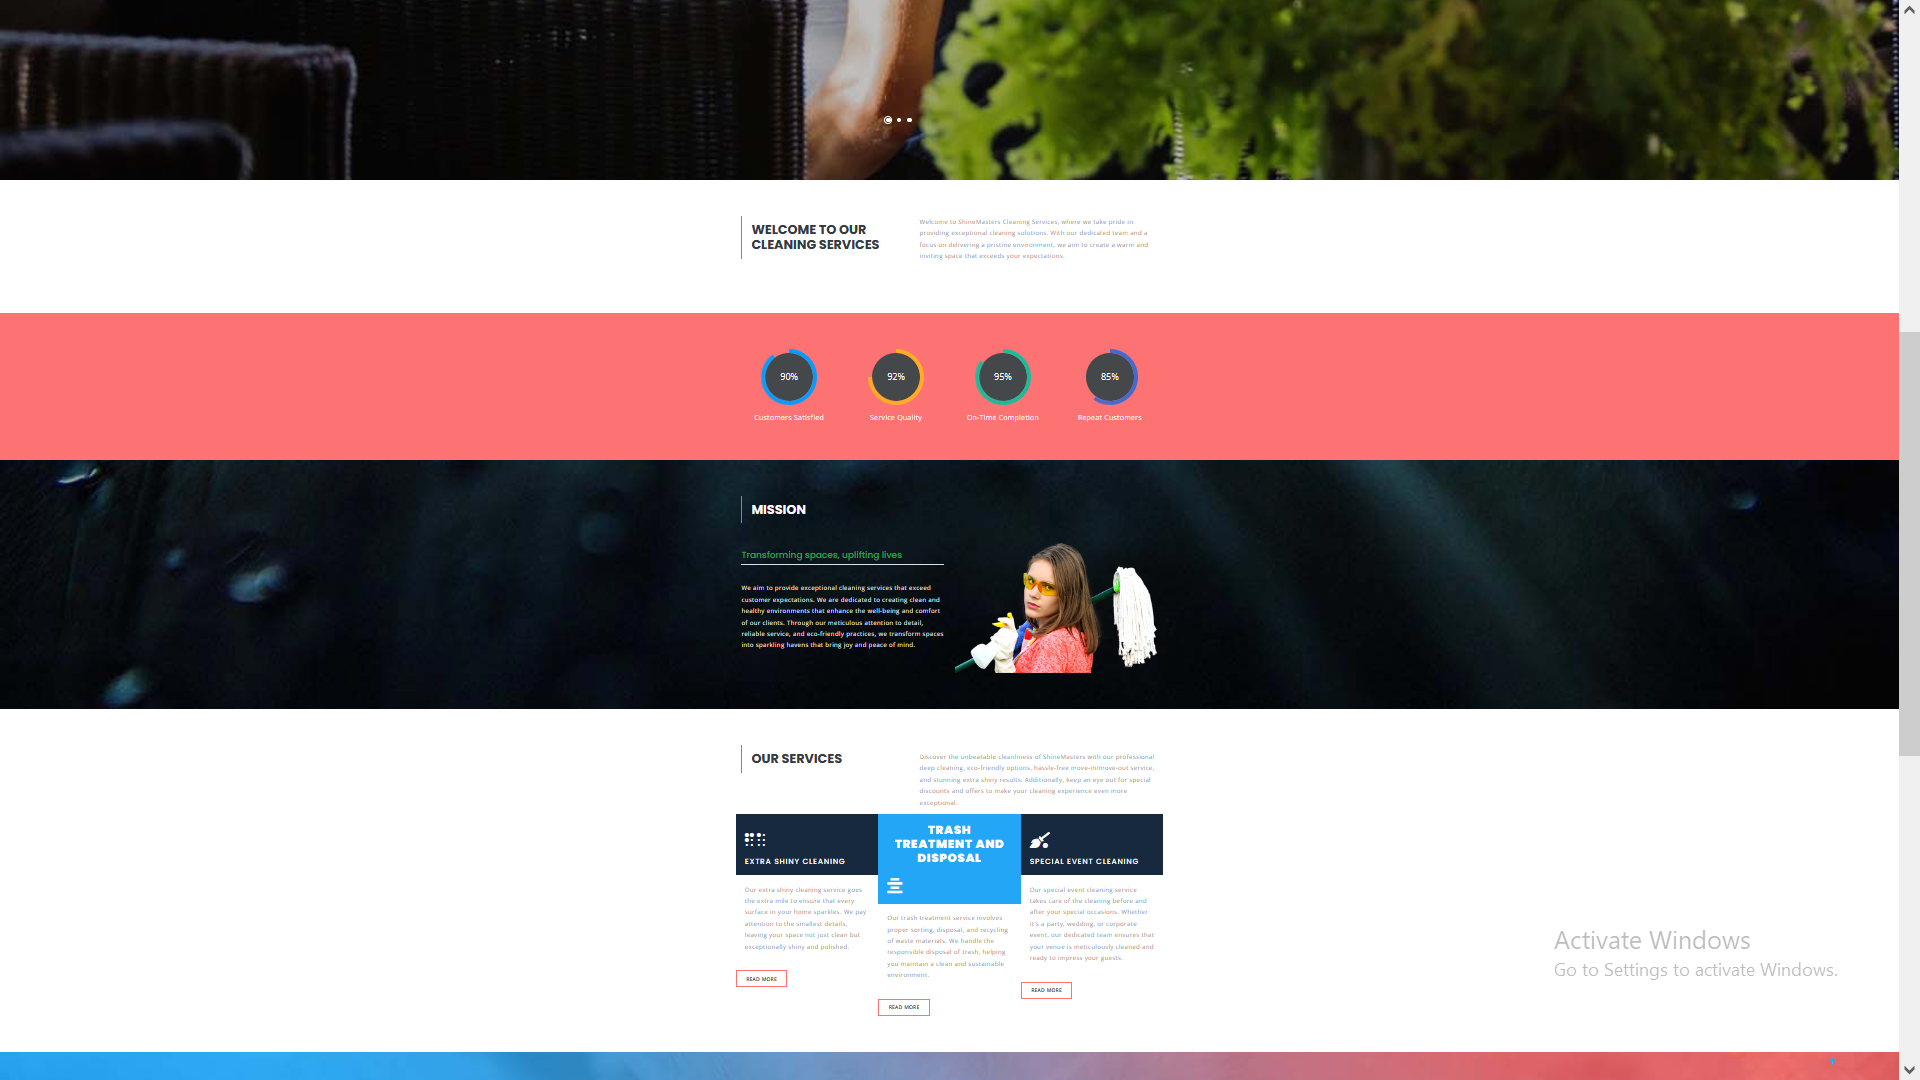 WELCOME TO OUR
CLEANING SERVICES
Welcome to ShineMasters Cleaning Services, where we take pride in
providing exceptional cleaning solutions. With our dedicated team and a
focus on delivering a pristine environment, we aim to create a warm and
inviting space that exceeds your expectations.
90%
92%
95%
85%
Customers Satisfied
Service Quality
On-Time Completion
Repeat Customers
MISSION
Transforming spaces, uplifting lives
We aim to provide exceptional cleaning services that exceed
customer expectations. We are dedicated to creating clean and
healthy environments that enhance the well-being and comfort
of our clients. Through our meticulous attention to detail,
reliable service, and eco-friendly practices, we transform spaces
into sparkling havens that bring joy and peace of mind.
OUR SERVICES
Discover the unbeatable cleanliness of ShineMasters with our professional
deep cleaning, eco-friendly options, hassle-free move-in/move-out service,
and stunning extra shiny results. Additionally, keep an eye out for special
discounts and offers to make your cleaning experience even more
exceptional.
EXTRA SHINY CLEANING
Our extra shiny cleaning service goes
the extra mile to ensure that every
surface in your home sparkles. We pay
attention to the smallest details,
leaving your space not just clean but
exceptionally shiny and polished.
READ MORE
TRASH
TREATMENT AND
DISPOSAL
Our trash treatment service involves
proper sorting, disposal, and recycling
of waste materials. We handle the
responsible disposal of trash, helping
you maintain a clean and sustainable
environment.
READ MORE
SPECIAL EVENT CLEANING
Our special event cleaning service
takes care of the cleaning before and
after your special occasions. Whether
it's a party, wedding, or corporate
event, our dedicated team ensures that
your venue is meticulously cleaned and
ready to impress your guests.
READ MORE
Activate Windows
Go to Settings to activate Windows.